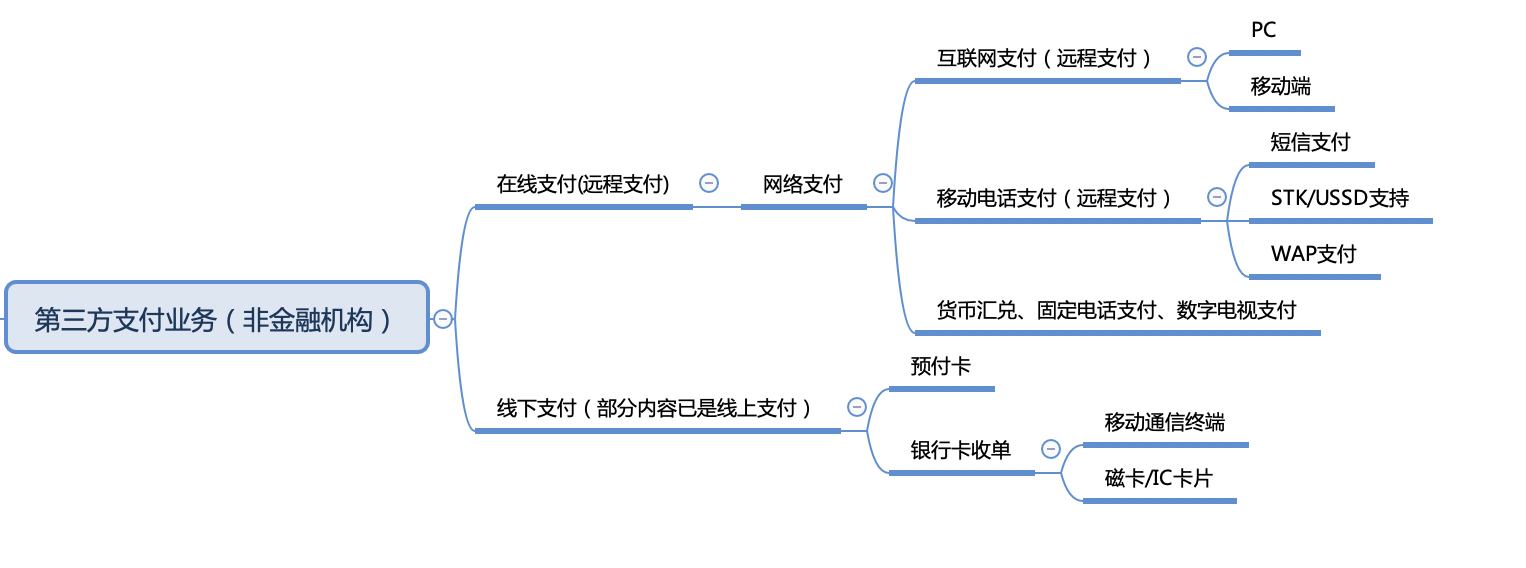 第三方支付业务（非金融机构）
在线支付(远程支付)
网络支付
互联网支付（远程支付）
PC
移动端
移动电话支付（远程支付）
短信支付
STK/USSD支持
WAP支付
货币汇兑、固定电话支付、数字电视支付
线下支付（部分内容已是线上支付）
预付卡
银行卡收单
移动通信终端
磁卡/IC卡片